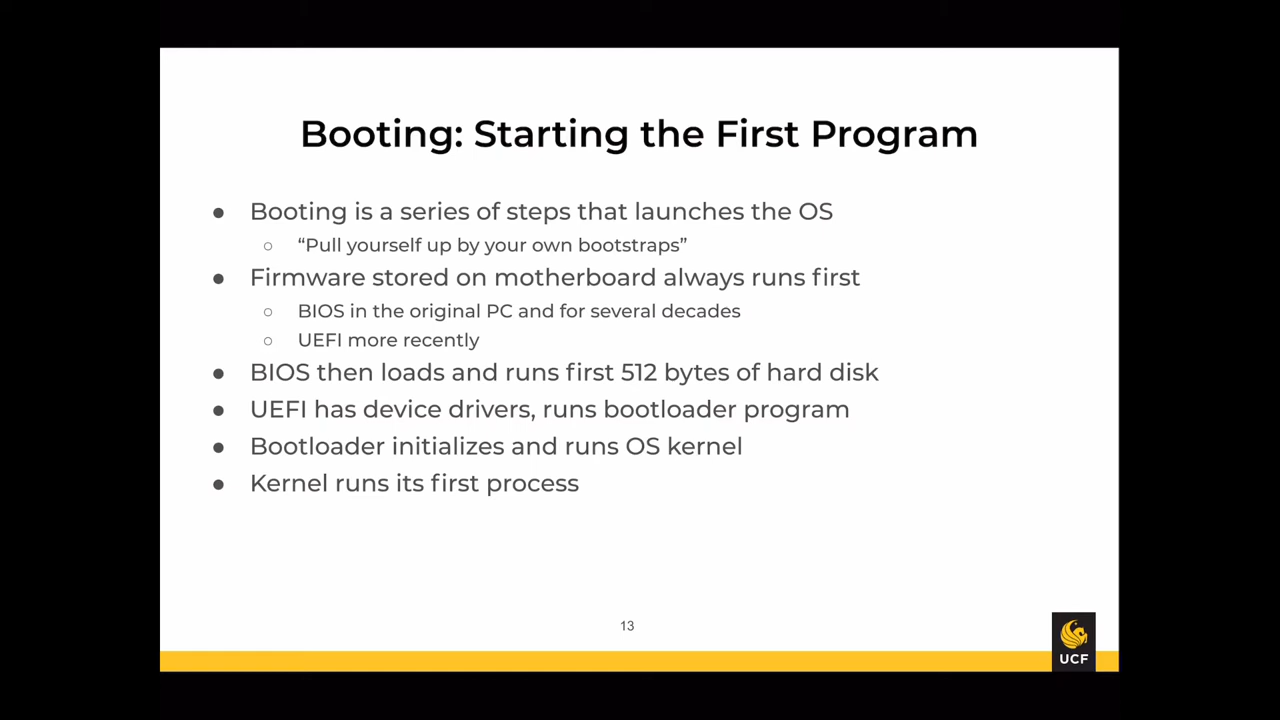 Booting: Starting the First Program
● Booting is a series of steps that launches the OS
○ “Pull yourself up by your own bootstraps”
● Firmware stored on motherboard always runs first
○ BIOS in the original PC and for several decades
○ UEFI more recently
● BIOS then loads and runs first 512 bytes of hard disk
● UEFI has device drivers, runs bootloader program
● Bootloader initializes and runs OS kernel
● Kernel runs its first process
13
UCF